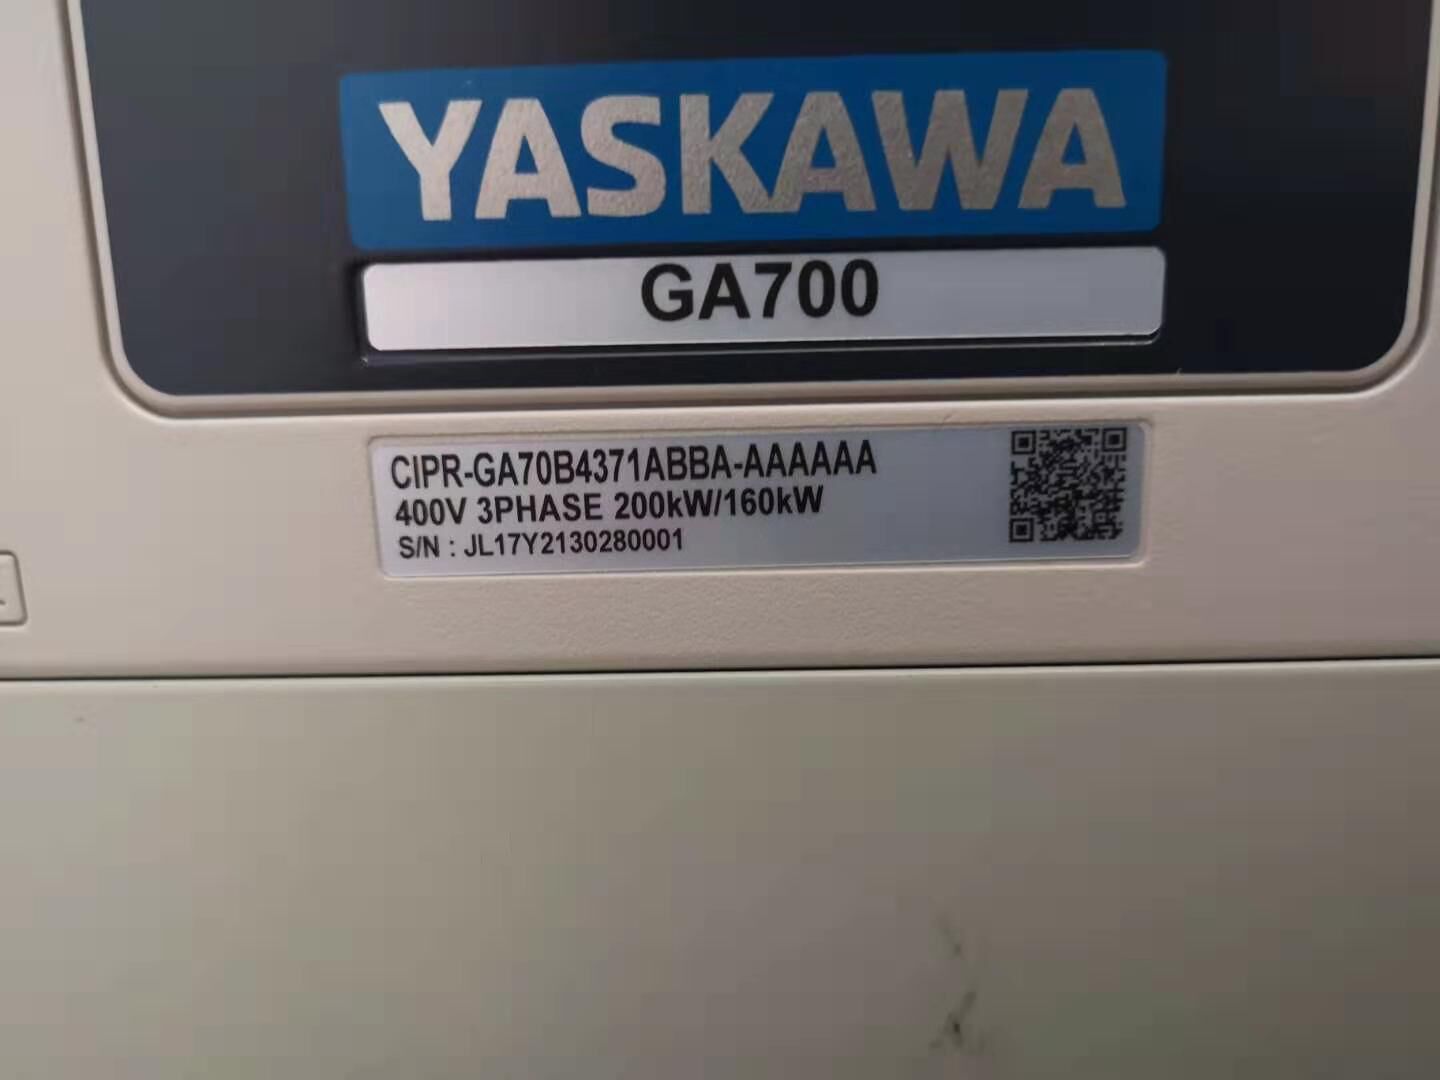 YASKAWA
GA700
CIPR-GA70B4371ABBA-AAAAAA
400V 3PHASE 200kW/160kW
S/N : JL17Y2130280001